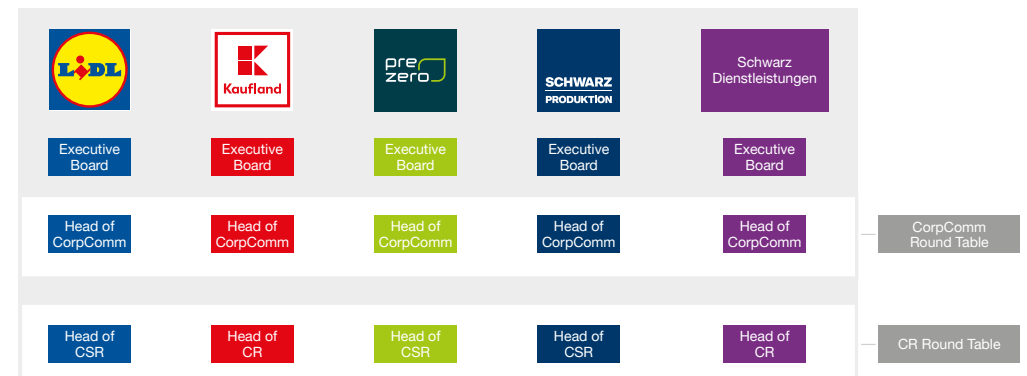 LIDL
Kaufland
pre
zero
SCHWARZ
PRODUKTION
Schwarz
Dienstleistungen
Executive
Board
Executive
Board
Executive
Board
Executive
Board
Executive
Board
Head of
CorpComm
Head of
CorpComm
Head of
CorpComm
Head of
CorpComm
Head of
CorpComm
CorpComm
Round Table
Head of
CSR
Head of
CR
Head of
CSR
Head of
CSR
Head of
CR
CR Round Table